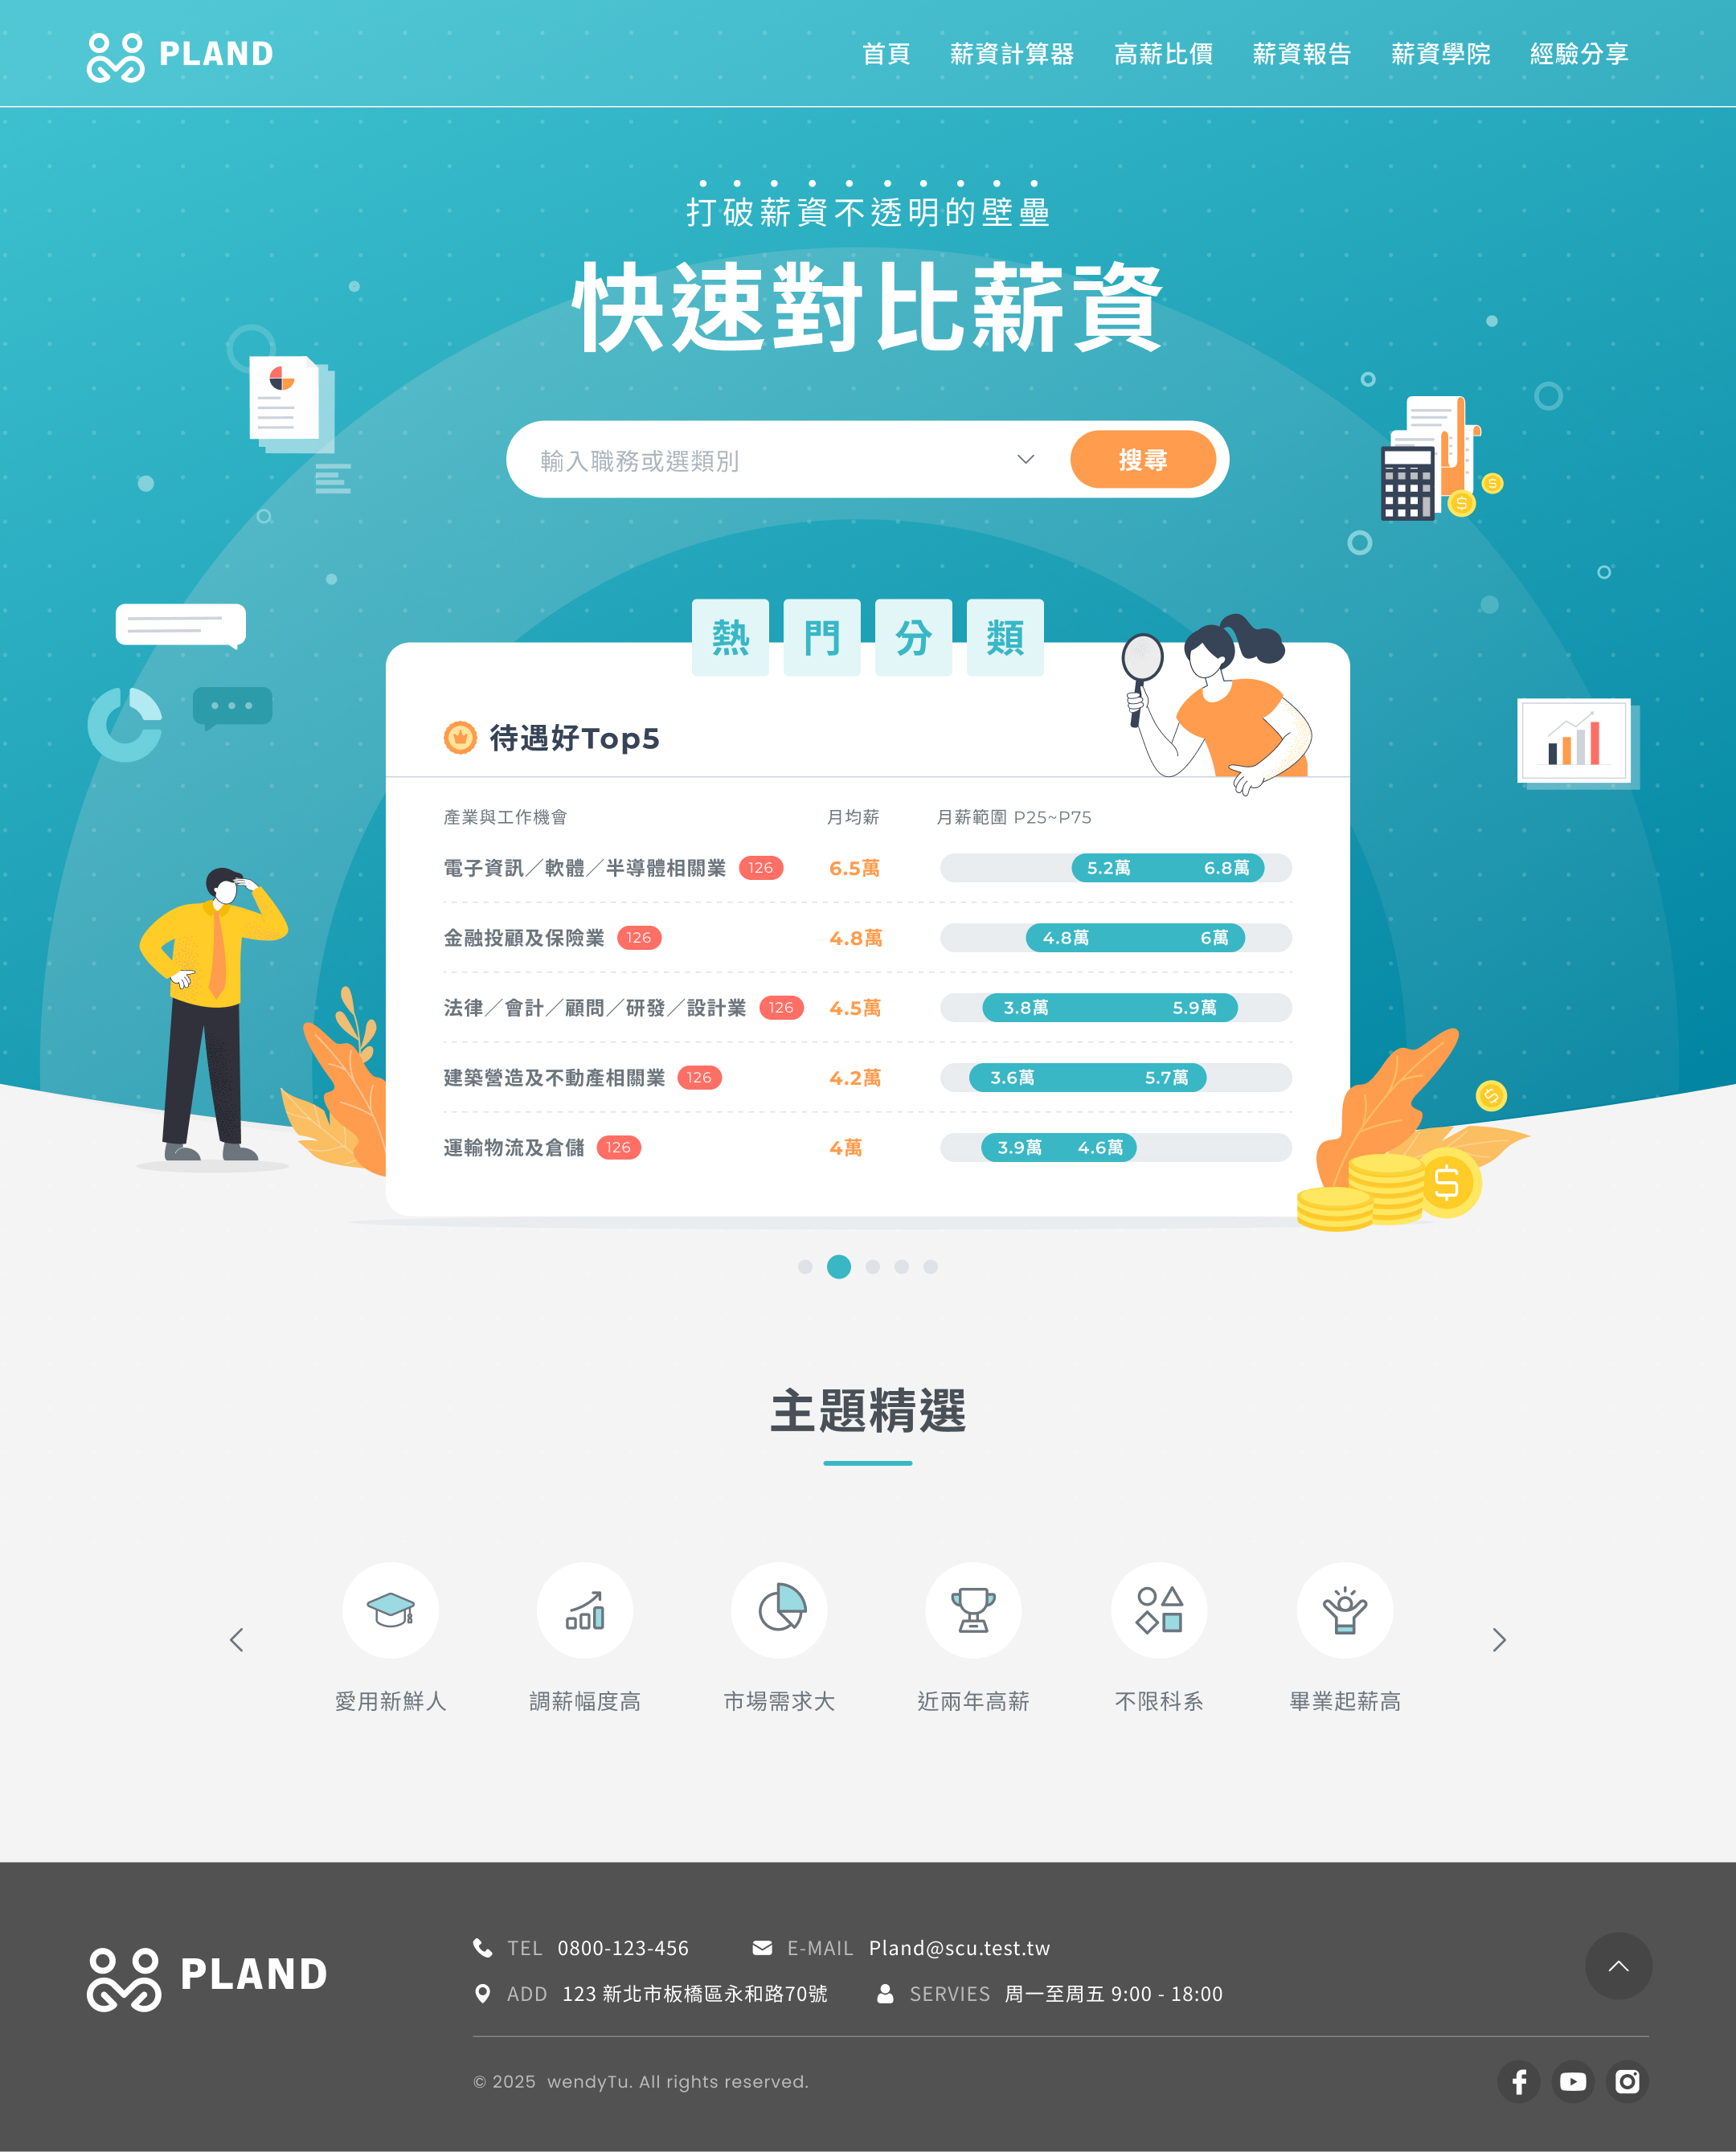 PLAND
首頁 薪資計算器 高薪比價 薪資報告 薪資學院 經驗分享
打破薪資不透明的壁壘
快速對比薪資
輸入職務或選類別 搜尋
熱門分類
待遇好Top5
產業與工作機會 月均薪 月薪範圍 P25~P75
電子資訊／軟體／半導體相關業 126 6.5萬 5.2萬 6.8萬
金融投顧及保險業 126 4.8萬 4.8萬 6萬
法律／會計／顧問／研發／設計業 126 4.5萬 3.8萬 5.9萬
建築營造及不動產相關業 126 4.2萬 3.6萬 5.7萬
運輸物流及倉儲 126 4萬 3.9萬 4.6萬
主題精選
愛用新鮮人 調薪幅度高 市場需求大 近兩年高薪 不限科系 畢業起薪高
PLAND
TEL 0800-123-456 E-MAIL Pland@scu.test.tw
ADD 123 新北市板橋區永和路70號 SERVIES 周一至周五 9:00 - 18:00
© 2025 wendyTu. All rights reserved.